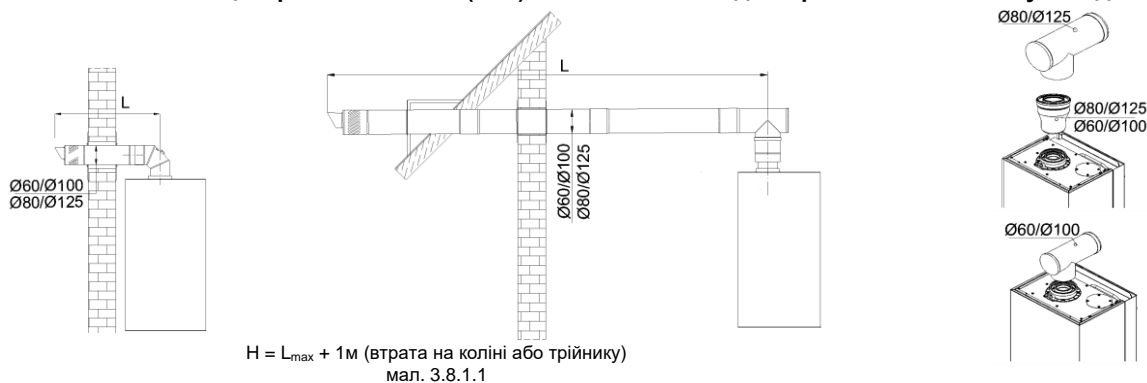 L
Ø60/Ø100
Ø80/Ø125
L
Ø60/Ø100
Ø80/Ø125
Ø80/Ø125
Ø80/Ø125
Ø60/Ø100
Ø60/Ø100
H = Lmax + 1м (втрата на коліні або трійнику)
мал. 3.8.1.1